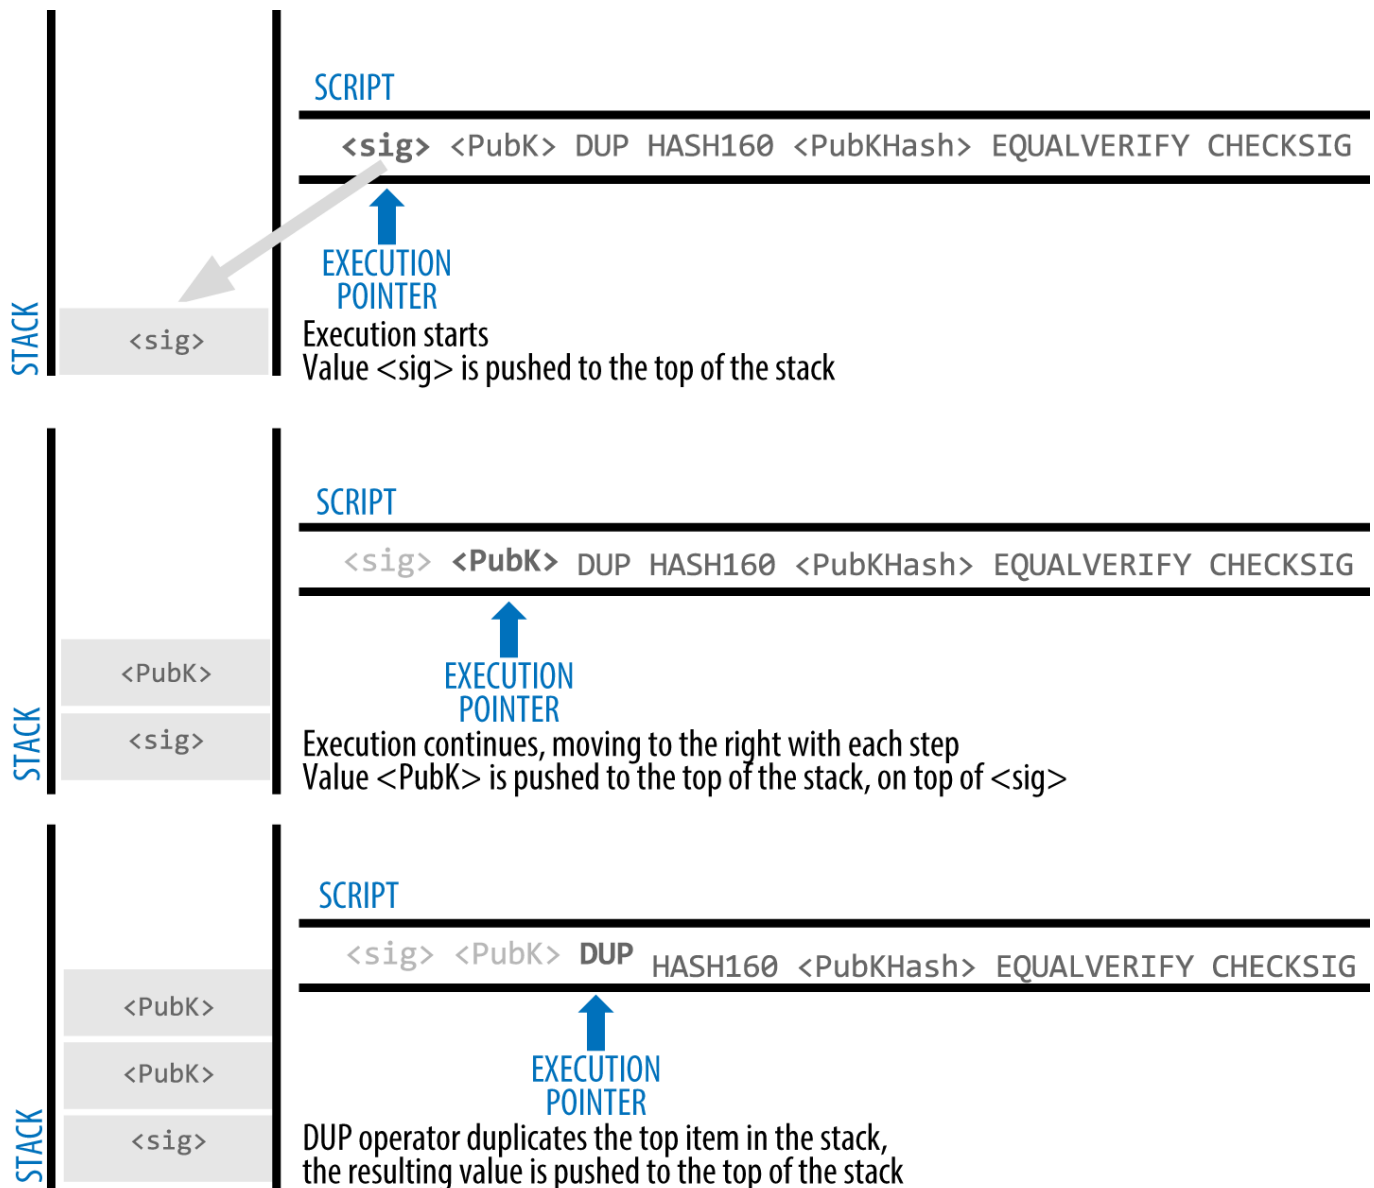 SCRIPT
<sig> <PubK> DUP HASH160 <PubKHash> EQUALVERIFY CHECKSIG
EXECUTION
POINTER
STACK
<sig>
Execution starts
Value <sig> is pushed to the top of the stack
SCRIPT
<sig> <PubK> DUP HASH160 <PubKHash> EQUALVERIFY CHECKSIG
EXECUTION
POINTER
<PubK>
STACK
<sig>
Execution continues, moving to the right with each step
Value <PubK> is pushed to the top of the stack, on top of <sig>
SCRIPT
<sig> <PubK> DUP HASH160 <PubKHash> EQUALVERIFY CHECKSIG
<PubK>
<PubK>
EXECUTION
POINTER
STACK
<sig>
DUP operator duplicates the top item in the stack,
the resulting value is pushed to the top of the stack